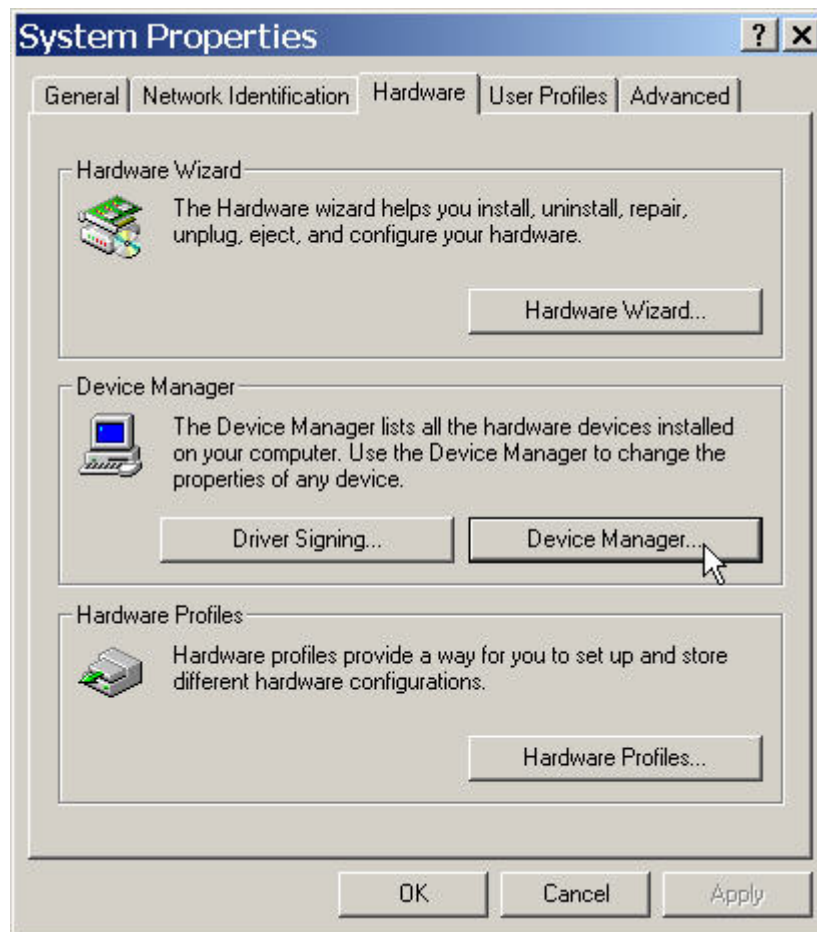 System Properties
?
General Network Identification Hardware User Profiles Advanced
Hardware Wizard
The Hardware wizard helps you install, uninstall, repair,
unplug, eject, and configure your hardware.
Hardware Wizard...
Device Manager
The Device Manager lists all the hardware devices installed
on your computer. Use the Device Manager to change the
properties of any device.
Driver Signing... Device Manager...
Hardware Profiles
Hardware profiles provide a way for you to set up and store
different hardware configurations.
Hardware Profiles...
OK Cancel Apply